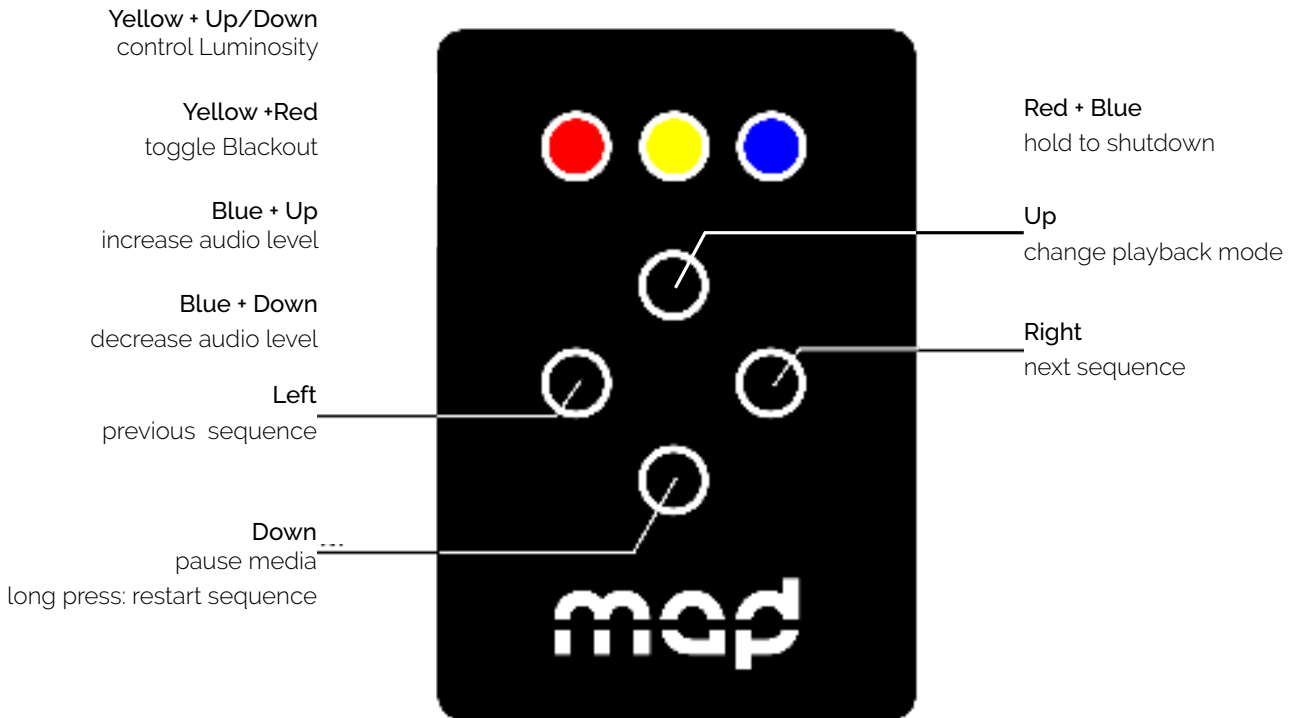 Yellow + Up/Down
control Luminosity
Yellow +Red
toggle Blackout
Blue + Up
increase audio level
Blue + Down
decrease audio level
Left
previous sequence
Down
pause media
long press: restart sequence
Red + Blue
hold to shutdown
Up
change playback mode
Right
next sequence
map